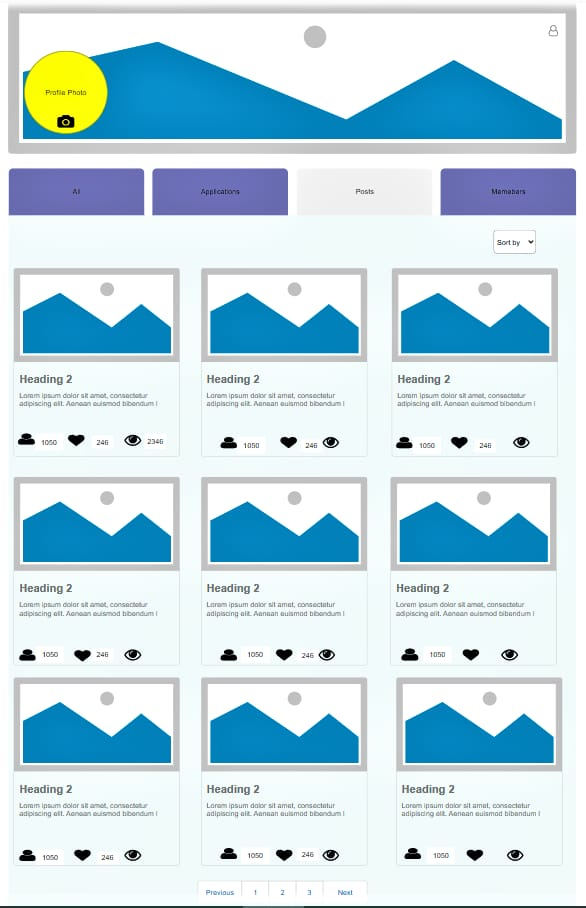 Profile Photo
All
Applications
Posts
Memebers
Sort by
Heading 2
Lorem ipsum dolor sit amet, consectetur
adipiscing elit. Aenean euismod bibendum l
1050
246
2346
Heading 2
Lorem ipsum dolor sit amet, consectetur
adipiscing elit. Aenean euismod bibendum l
1050
246
Heading 2
Lorem ipsum dolor sit amet, consectetur
adipiscing elit. Aenean euismod bibendum l
1050
246
Heading 2
Lorem ipsum dolor sit amet, consectetur
adipiscing elit. Aenean euismod bibendum l
1050
246
Heading 2
Lorem ipsum dolor sit amet, consectetur
adipiscing elit. Aenean euismod bibendum l
1050
246
Heading 2
Lorem ipsum dolor sit amet, consectetur
adipiscing elit. Aenean euismod bibendum l
1050
Heading 2
Lorem ipsum dolor sit amet, consectetur
adipiscing elit. Aenean euismod bibendum l
1050
246
Heading 2
Lorem ipsum dolor sit amet, consectetur
adipiscing elit. Aenean euismod bibendum l
1050
246
Heading 2
Lorem ipsum dolor sit amet, consectetur
adipiscing elit. Aenean euismod bibendum l
1050
Previous
1
2
3
Next